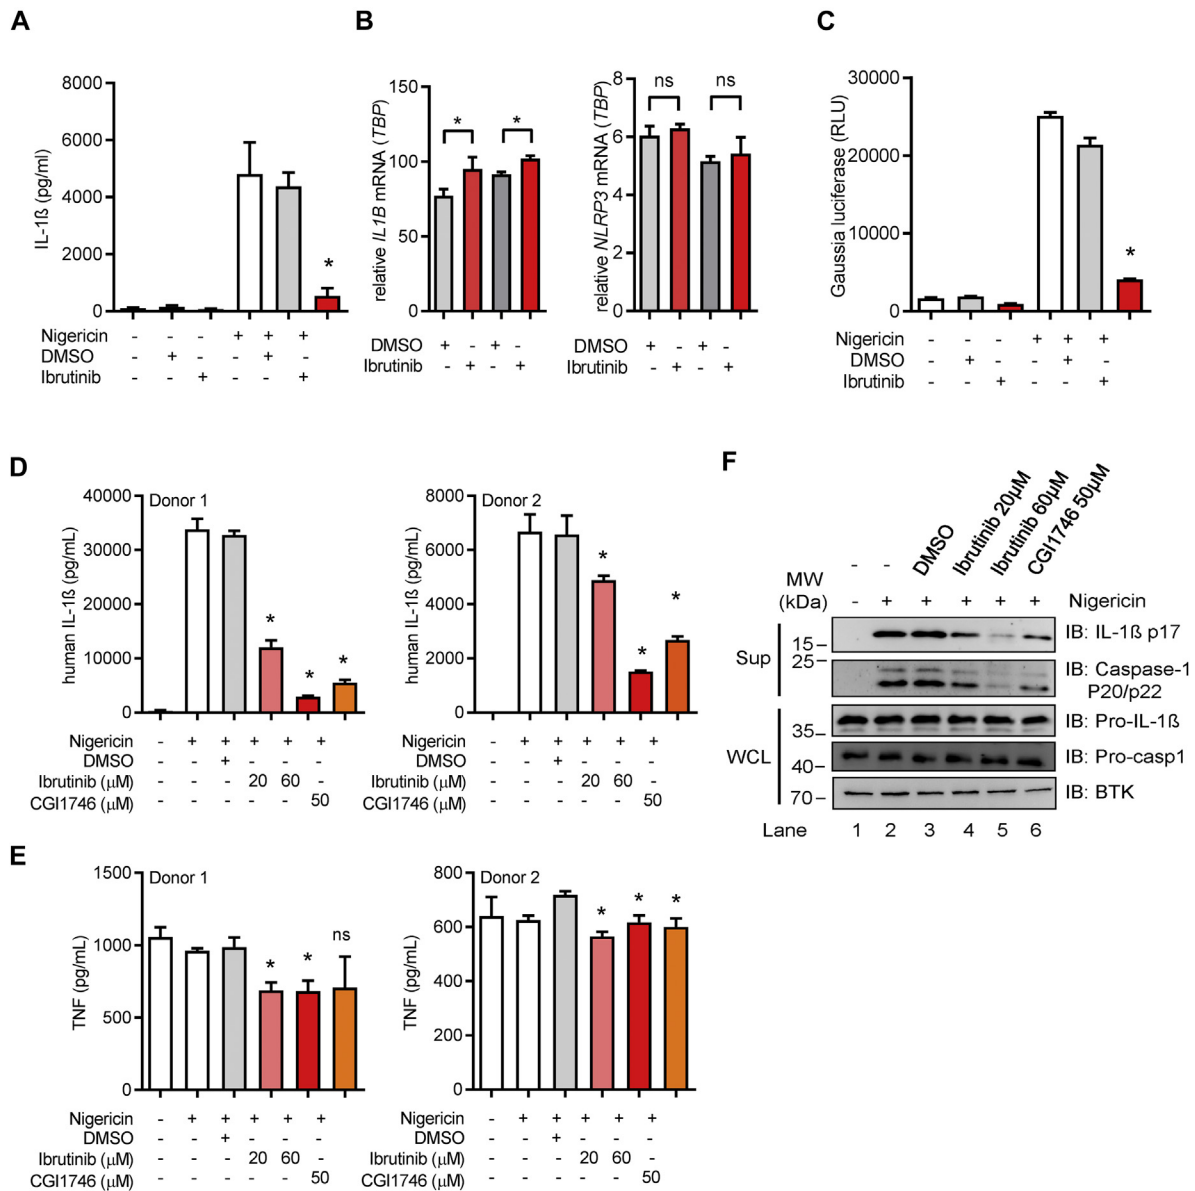 A
IL-1ß (pg/ml)
8000
6000
4000
2000
0
*
Nigericin - - - + + +
DMSO - + - - + -
Ibrutinib - - + - - +
B
relative IL1B mRNA (TBP)
150
100
50
0
* *
DMSO + - + -
Ibrutinib - + - +
relative NLRP3 mRNA (TBP)
8
6
4
2
0
ns ns
DMSO + - + -
Ibrutinib - + - +
C
Gaussia luciferase (RLU)
30000
20000
10000
0
*
Nigericin - - - + + +
DMSO - + - - + -
Ibrutinib - - + - - +
D
Donor 1
human IL-1ß (pg/mL)
40000
30000
20000
10000
0
* * *
Nigericin - + + + + +
DMSO - - + - - -
Ibrutinib (µM) - - - 20 60 -
CGI1746 (µM) - - - - - 50
Donor 2
human IL-1ß (pg/mL)
8000
6000
4000
2000
0
* * *
Nigericin - + + + + +
DMSO - - + - - -
Ibrutinib (µM) - - - 20 60 -
CGI1746 (µM) - - - - - 50
E
Donor 1
TNF (pg/mL)
1500
1000
500
0
* * ns
Nigericin - + + + + +
DMSO - - + - - -
Ibrutinib (µM) - - - 20 60 -
CGI1746 (µM) - - - - - 50
Donor 2
TNF (pg/mL)
800
600
400
200
0
* * *
Nigericin - + + + + +
DMSO - - + - - -
Ibrutinib (µM) - - - 20 60 -
CGI1746 (µM) - - - - - 50
F
- - DMSO Ibrutinib 20µM Ibrutinib 60µM CGI1746 50µM
MW
(kDa) - + + + + + Nigericin
Sup
15 IB: IL-1ß p17
25 IB: Caspase-1
P20/p22
WCL
35 IB: Pro-IL-1ß
40 IB: Pro-casp1
70 IB: BTK
Lane 1 2 3 4 5 6